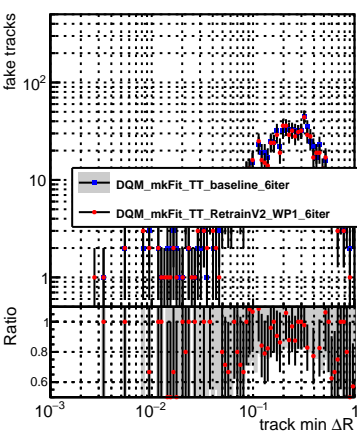 fake tracks
10²
10
1
DQM_mkFit_TT_baseline_6iter
DQM_mkFit_TT_RetrainV2_WP1_6iter
Ratio
1
0.8
0.6
10⁻³
10⁻²
10⁻¹
1
track min ΔR